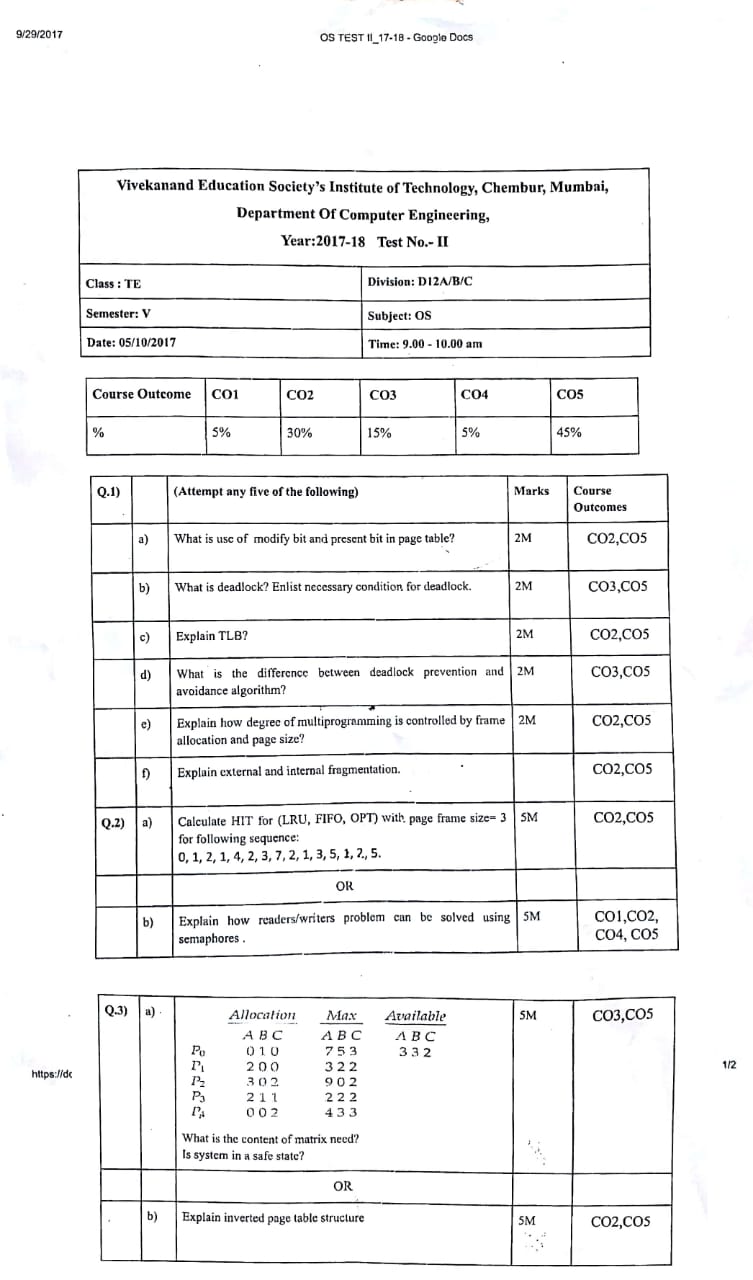 9/29/2017
OS TEST II_17-18 - Google Docs
Vivekanand Education Society's Institute of Technology, Chembur, Mumbai,
Department Of Computer Engineering,
Year:2017-18 Test No.- II
Class : TE
Division: D12A/B/C
Semester: V
Subject: OS
Date: 05/10/2017
Time: 9.00 - 10.00 am
Course Outcome CO1 CO2 CO3 CO4 CO5
% 5% 30% 15% 5% 45%
Q.1) (Attempt any five of the following) Marks Course
Outcomes
a) What is use of modify bit and present bit in page table? 2M CO2,CO5
b) What is deadlock? Enlist necessary condition for deadlock. 2M CO3,CO5
c) Explain TLB? 2M CO2,CO5
d) What is the difference between deadlock prevention and 2M CO3,CO5
avoidance algorithm?
e) Explain how degree of multiprogramming is controlled by frame 2M CO2,CO5
allocation and page size?
f) Explain external and internal fragmentation. CO2,CO5
Q.2) a) Calculate HIT for (LRU, FIFO, OPT) with page frame size= 3 5M CO2,CO5
for following sequence:
0, 1, 2, 1, 4, 2, 3, 7, 2, 1, 3, 5, 1, 2, 5.
OR
b) Explain how readers/writers problem can be solved using 5M CO1,CO2,
semaphores . CO4, CO5
Q.3) a) Allocation Max Available 5M CO3,CO5
A B C A B C A B C
P0 0 1 0 7 5 3 3 3 2
P1 2 0 0 3 2 2
P2 3 0 2 9 0 2
P3 2 1 1 2 2 2
P4 0 0 2 4 3 3
What is the content of matrix need?
Is system in a safe state?
OR
b) Explain inverted page table structure 5M CO2,CO5
https://dc
1/2